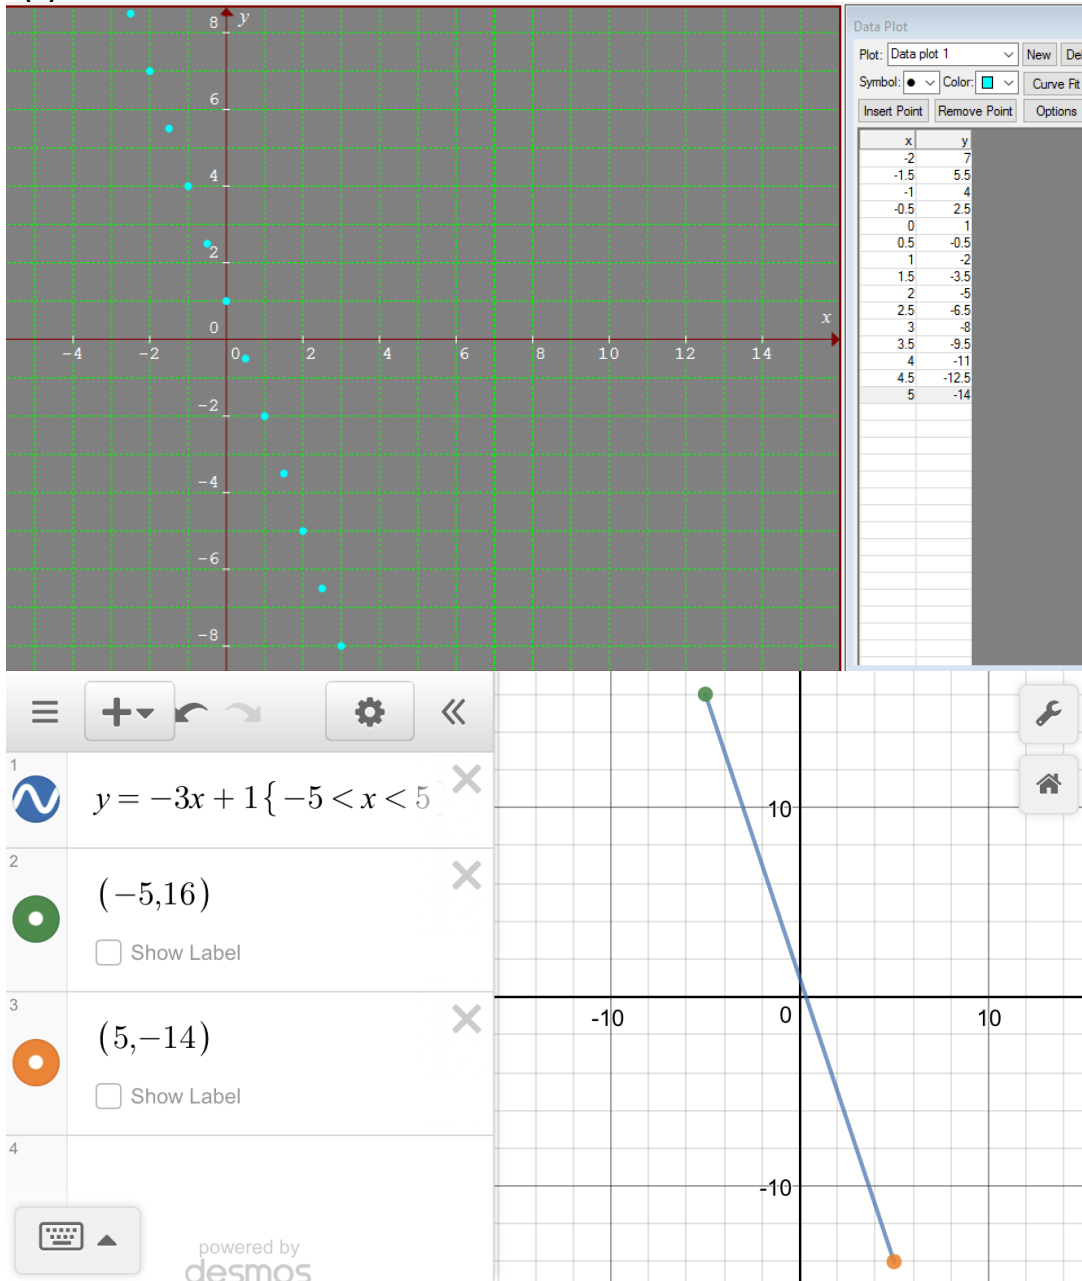 8 y
6
4
2
0
x
-4 -2 0 2 4 6 8 10 12 14
-2
-4
-6
-8
Data Plot
Plot: Data plot 1 New
Symbol: Color: Curve Fit
Insert Point Remove Point Options
x y
-2 7
-1.5 5.5
-1 4
-0.5 2.5
0 1
0.5 -0.5
1 -2
1.5 -3.5
2 -5
2.5 -6.5
3 -8
3.5 -9.5
4 -11
4.5 -12.5
5 -14
1
y = −3x + 1{−5 < x < 5
2
(−5,16)
Show Label
3
(5,−14)
Show Label
4
powered by
desmos
10
-10 0 10
-10